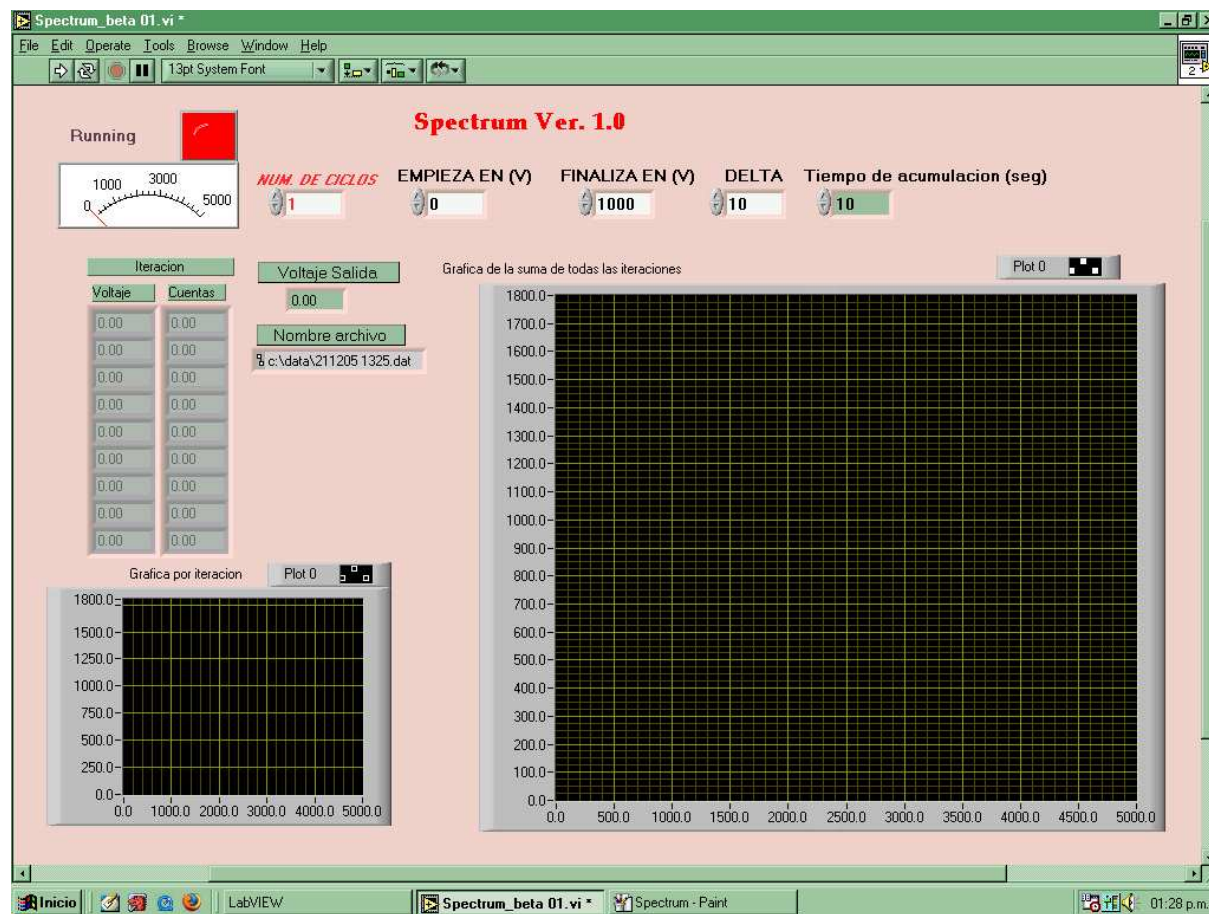 Spectrum_beta 01.vi *
File Edit Operate Tools Browse Window Help
13pt System Font
2
Spectrum Ver. 1.0
Running
0 1000 3000 5000
NUM. DE CICLOS
1
EMPIEZA EN (V)
0
FINALIZA EN (V)
1000
DELTA
10
Tiempo de acumulacion (seg)
10
Iteracion
Voltaje Cuentas
0.00 0.00
0.00 0.00
0.00 0.00
0.00 0.00
0.00 0.00
0.00 0.00
0.00 0.00
0.00 0.00
0.00 0.00
Voltaje Salida
0.00
Nombre archivo
c:\data\211205 1325.dat
Grafica de la suma de todas las iteraciones
Plot 0
1800.0
1700.0
1600.0
1500.0
1400.0
1300.0
1200.0
1100.0
1000.0
900.0
800.0
700.0
600.0
500.0
400.0
300.0
200.0
100.0
0.0
0.0 500.0 1000.0 1500.0 2000.0 2500.0 3000.0 3500.0 4000.0 4500.0 5000.0
Grafica por iteracion
Plot 0
1800.0
1500.0
1250.0
1000.0
750.0
500.0
250.0
0.0
0.0 1000.0 2000.0 3000.0 4000.0 5000.0
Inicio
LabVIEW
Spectrum_beta 01.vi *
Spectrum - Paint
01:28 p.m.